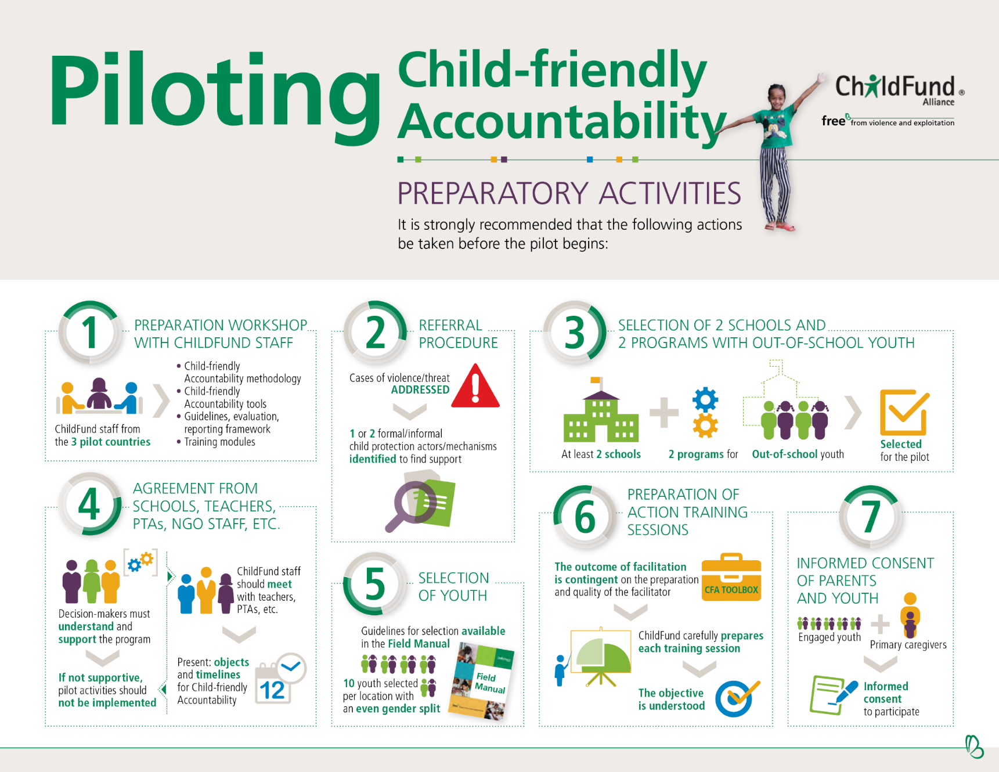 Piloting
Child-friendly
Accountability
ChildFund®
Alliance
free from violence and exploitation
PREPARATORY ACTIVITIES
It is strongly recommended that the following actions
be taken before the pilot begins:
1
PREPARATION WORKSHOP
WITH CHILDFUND STAFF
ChildFund staff from
the 3 pilot countries
• Child-friendly
Accountability methodology
• Child-friendly
Accountability tools
• Guidelines, evaluation,
reporting framework
• Training modules
2
REFERRAL
PROCEDURE
Cases of violence/threat
ADDRESSED
1 or 2 formal/informal
child protection actors/mechanisms
identified to find support
3
SELECTION OF 2 SCHOOLS AND
2 PROGRAMS WITH OUT-OF-SCHOOL YOUTH
At least 2 schools
2 programs for
Out-of-school youth
Selected
for the pilot
4
AGREEMENT FROM
SCHOOLS, TEACHERS,
PTAs, NGO STAFF, ETC.
Decision-makers must
understand and
support the program
If not supportive,
pilot activities should
not be implemented
ChildFund staff
should meet
with teachers,
PTAs, etc.
Present: objects
and timelines
for Child-friendly
Accountability
12
5
SELECTION
OF YOUTH
Guidelines for selection available
in the Field Manual
10 youth selected
per location with
an even gender split
Field
Manual
6
PREPARATION OF
ACTION TRAINING
SESSIONS
The outcome of facilitation
is contingent on the preparation
and quality of the facilitator
CFA TOOLBOX
ChildFund carefully prepares
each training session
The objective
is understood
7
INFORMED CONSENT
OF PARENTS
AND YOUTH
Engaged youth
Primary caregivers
Informed
consent
to participate